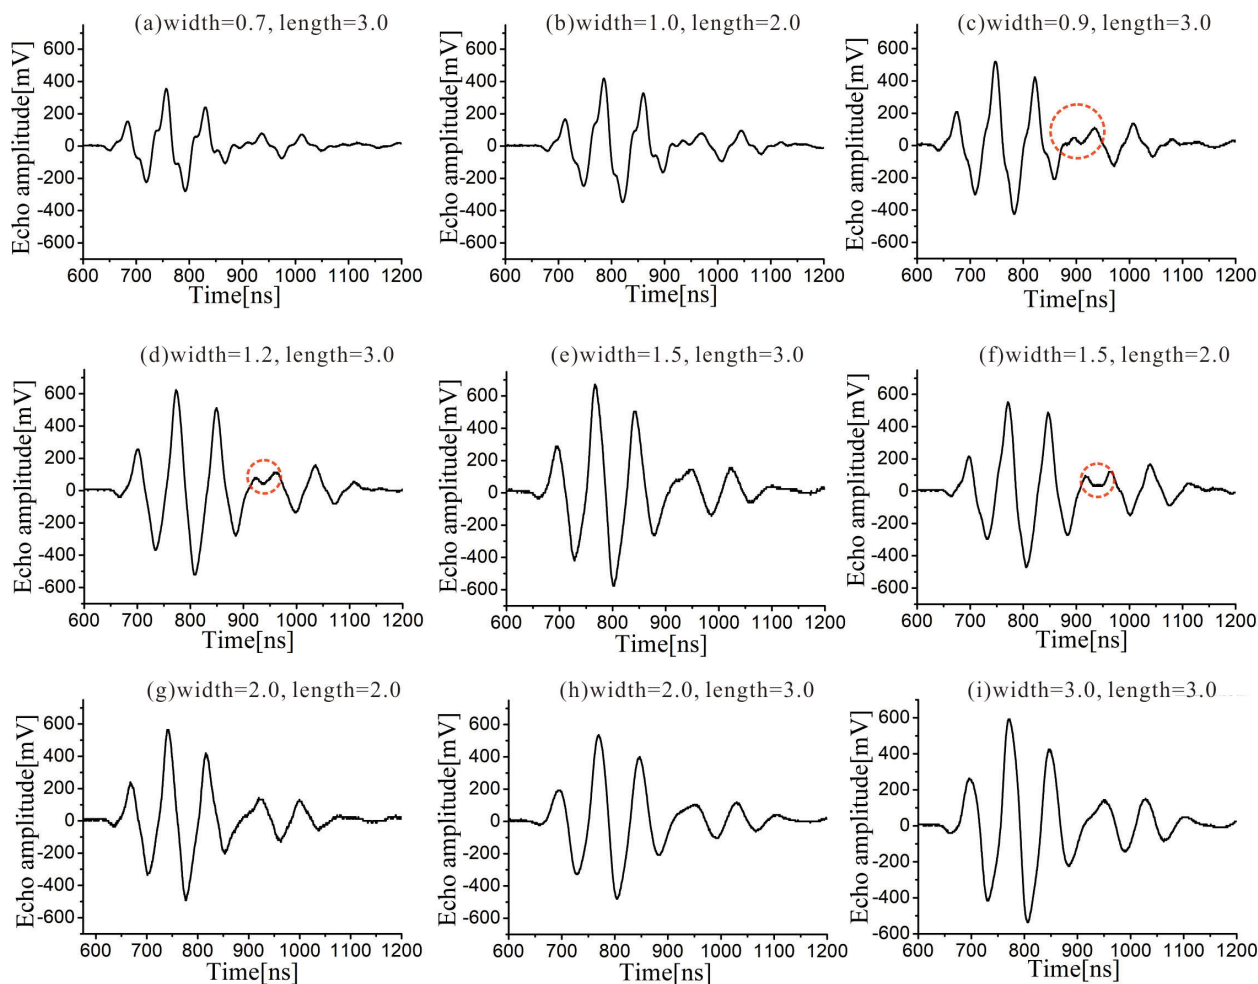 (a)width=0.7, length=3.0
(b)width=1.0, length=2.0
(c)width=0.9, length=3.0
Echo amplitude[mV]
600
400
200
0
-200
-400
-600
600 700 800 900 1000 1100 1200
Time[ns]
Echo amplitude[mV]
600
400
200
0
-200
-400
-600
600 700 800 900 1000 1100 1200
Time[ns]
Echo amplitude[mV]
600
400
200
0
-200
-400
-600
600 700 800 900 1000 1100 1200
Time[ns]
(d)width=1.2, length=3.0
(e)width=1.5, length=3.0
(f)width=1.5, length=2.0
Echo amplitude[mV]
600
400
200
0
-200
-400
-600
600 700 800 900 1000 1100 1200
Time[ns]
Echo amplitude[mV]
600
400
200
0
-200
-400
-600
600 700 800 900 1000 1100 1200
Time[ns]
Echo amplitude[mV]
600
400
200
0
-200
-400
-600
600 700 800 900 1000 1100 1200
Time[ns]
(g)width=2.0, length=2.0
(h)width=2.0, length=3.0
(i)width=3.0, length=3.0
Echo amplitude[mV]
600
400
200
0
-200
-400
-600
600 700 800 900 1000 1100 1200
Time[ns]
Echo amplitude[mV]
600
400
200
0
-200
-400
-600
600 700 800 900 1000 1100 1200
Time[ns]
Echo amplitude[mV]
600
400
200
0
-200
-400
-600
600 700 800 900 1000 1100 1200
Time[ns]